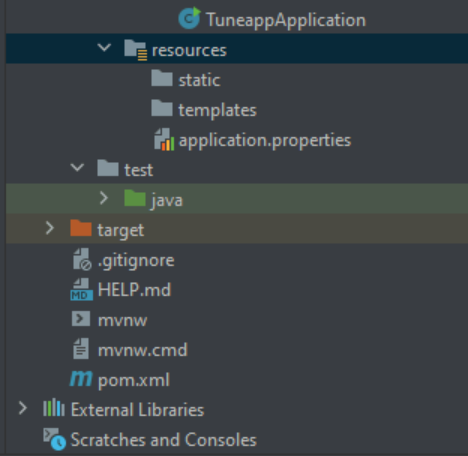 TuneappApplication
resources
static
templates
application.properties
test
java
target
.gitignore
HELP.md
mvnw
mvnw.cmd
pom.xml
External Libraries
Scratches and Consoles